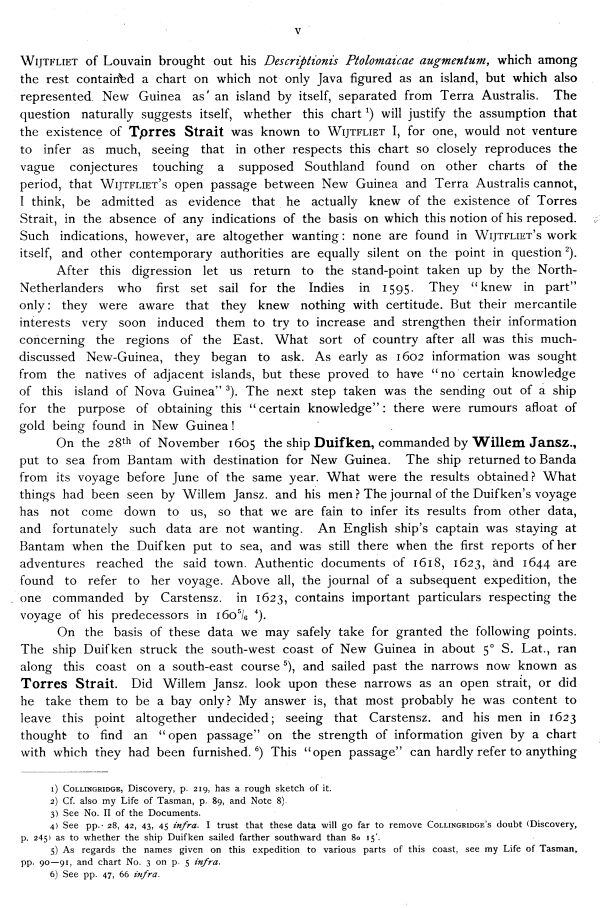 v
WIJTFLIET of Louvain brought out his Descriptionis Ptolomaicae augmentum, which among
the rest contained a chart on which not only Java figured as an island, but which also
represented New Guinea as an island by itself, separated from Terra Australis. The
question naturally suggests itself, whether this chart ¹) will justify the assumption that
the existence of Torres Strait was known to WIJTFLIET I, for one, would not venture
to infer as much, seeing that in other respects this chart so closely reproduces the
vague conjectures touching a supposed Southland found on other charts of the
period, that WIJTFLIET's open passage between New Guinea and Terra Australis cannot,
I think, be admitted as evidence that he actually knew of the existence of Torres
Strait, in the absence of any indications of the basis on which this notion of his reposed.
Such indications, however, are altogether wanting: none are found in WIJTFLIET's work
itself, and other contemporary authorities are equally silent on the point in question ²).
After this digression let us return to the stand-point taken up by the North-
Netherlanders who first set sail for the Indies in 1595. They "knew in part"
only: they were aware that they knew nothing with certitude. But their mercantile
interests very soon induced them to try to increase and strengthen their information
concerning the regions of the East. What sort of country after all was this much-
discussed New-Guinea, they began to ask. As early as 1602 information was sought
from the natives of adjacent islands, but these proved to have "no certain knowledge
of this island of Nova Guinea" ³). The next step taken was the sending out of a ship
for the purpose of obtaining this "certain knowledge": there were rumours afloat of
gold being found in New Guinea!
On the 28th of November 1605 the ship Duifken, commanded by Willem Jansz.,
put to sea from Bantam with destination for New Guinea. The ship returned to Banda
from its voyage before June of the same year. What were the results obtained? What
things had been seen by Willem Jansz. and his men? The journal of the Duifken's voyage
has not come down to us, so that we are fain to infer its results from other data,
and fortunately such data are not wanting. An English ship's captain was staying at
Bantam when the Duifken put to sea, and was still there when the first reports of her
adventures reached the said town. Authentic documents of 1618, 1623, and 1644 are
found to refer to her voyage. Above all, the journal of a subsequent expedition, the
one commanded by Carstensz. in 1623, contains important particulars respecting the
voyage of his predecessors in 160⁵/₆ ⁴).
On the basis of these data we may safely take for granted the following points.
The ship Duifken struck the south-west coast of New Guinea in about 5° S. Lat., ran
along this coast on a south-east course ⁵), and sailed past the narrows now known as
Torres Strait. Did Willem Jansz. look upon these narrows as an open strait, or did
he take them to be a bay only? My answer is, that most probably he was content to
leave this point altogether undecided; seeing that Carstensz. and his men in 1623
thought to find an "open passage" on the strength of information given by a chart
with which they had been furnished. ⁶) This "open passage" can hardly refer to anything
1) COLLINGRIDGE, Discovery, p. 219, has a rough sketch of it.
2) Cf. also my Life of Tasman, p. 89, and Note 8).
3) See No. II of the Documents.
4) See pp. 28, 42, 43, 45 infra. I trust that these data will go far to remove COLLINGRIDGE's doubt (Discovery,
p. 245) as to whether the ship Duifken sailed farther southward than 8o 15'.
5) As regards the names given on this expedition to various parts of this coast, see my Life of Tasman,
pp. 90—91, and chart No. 3 on p. 5 infra.
6) See pp. 47, 66 infra.